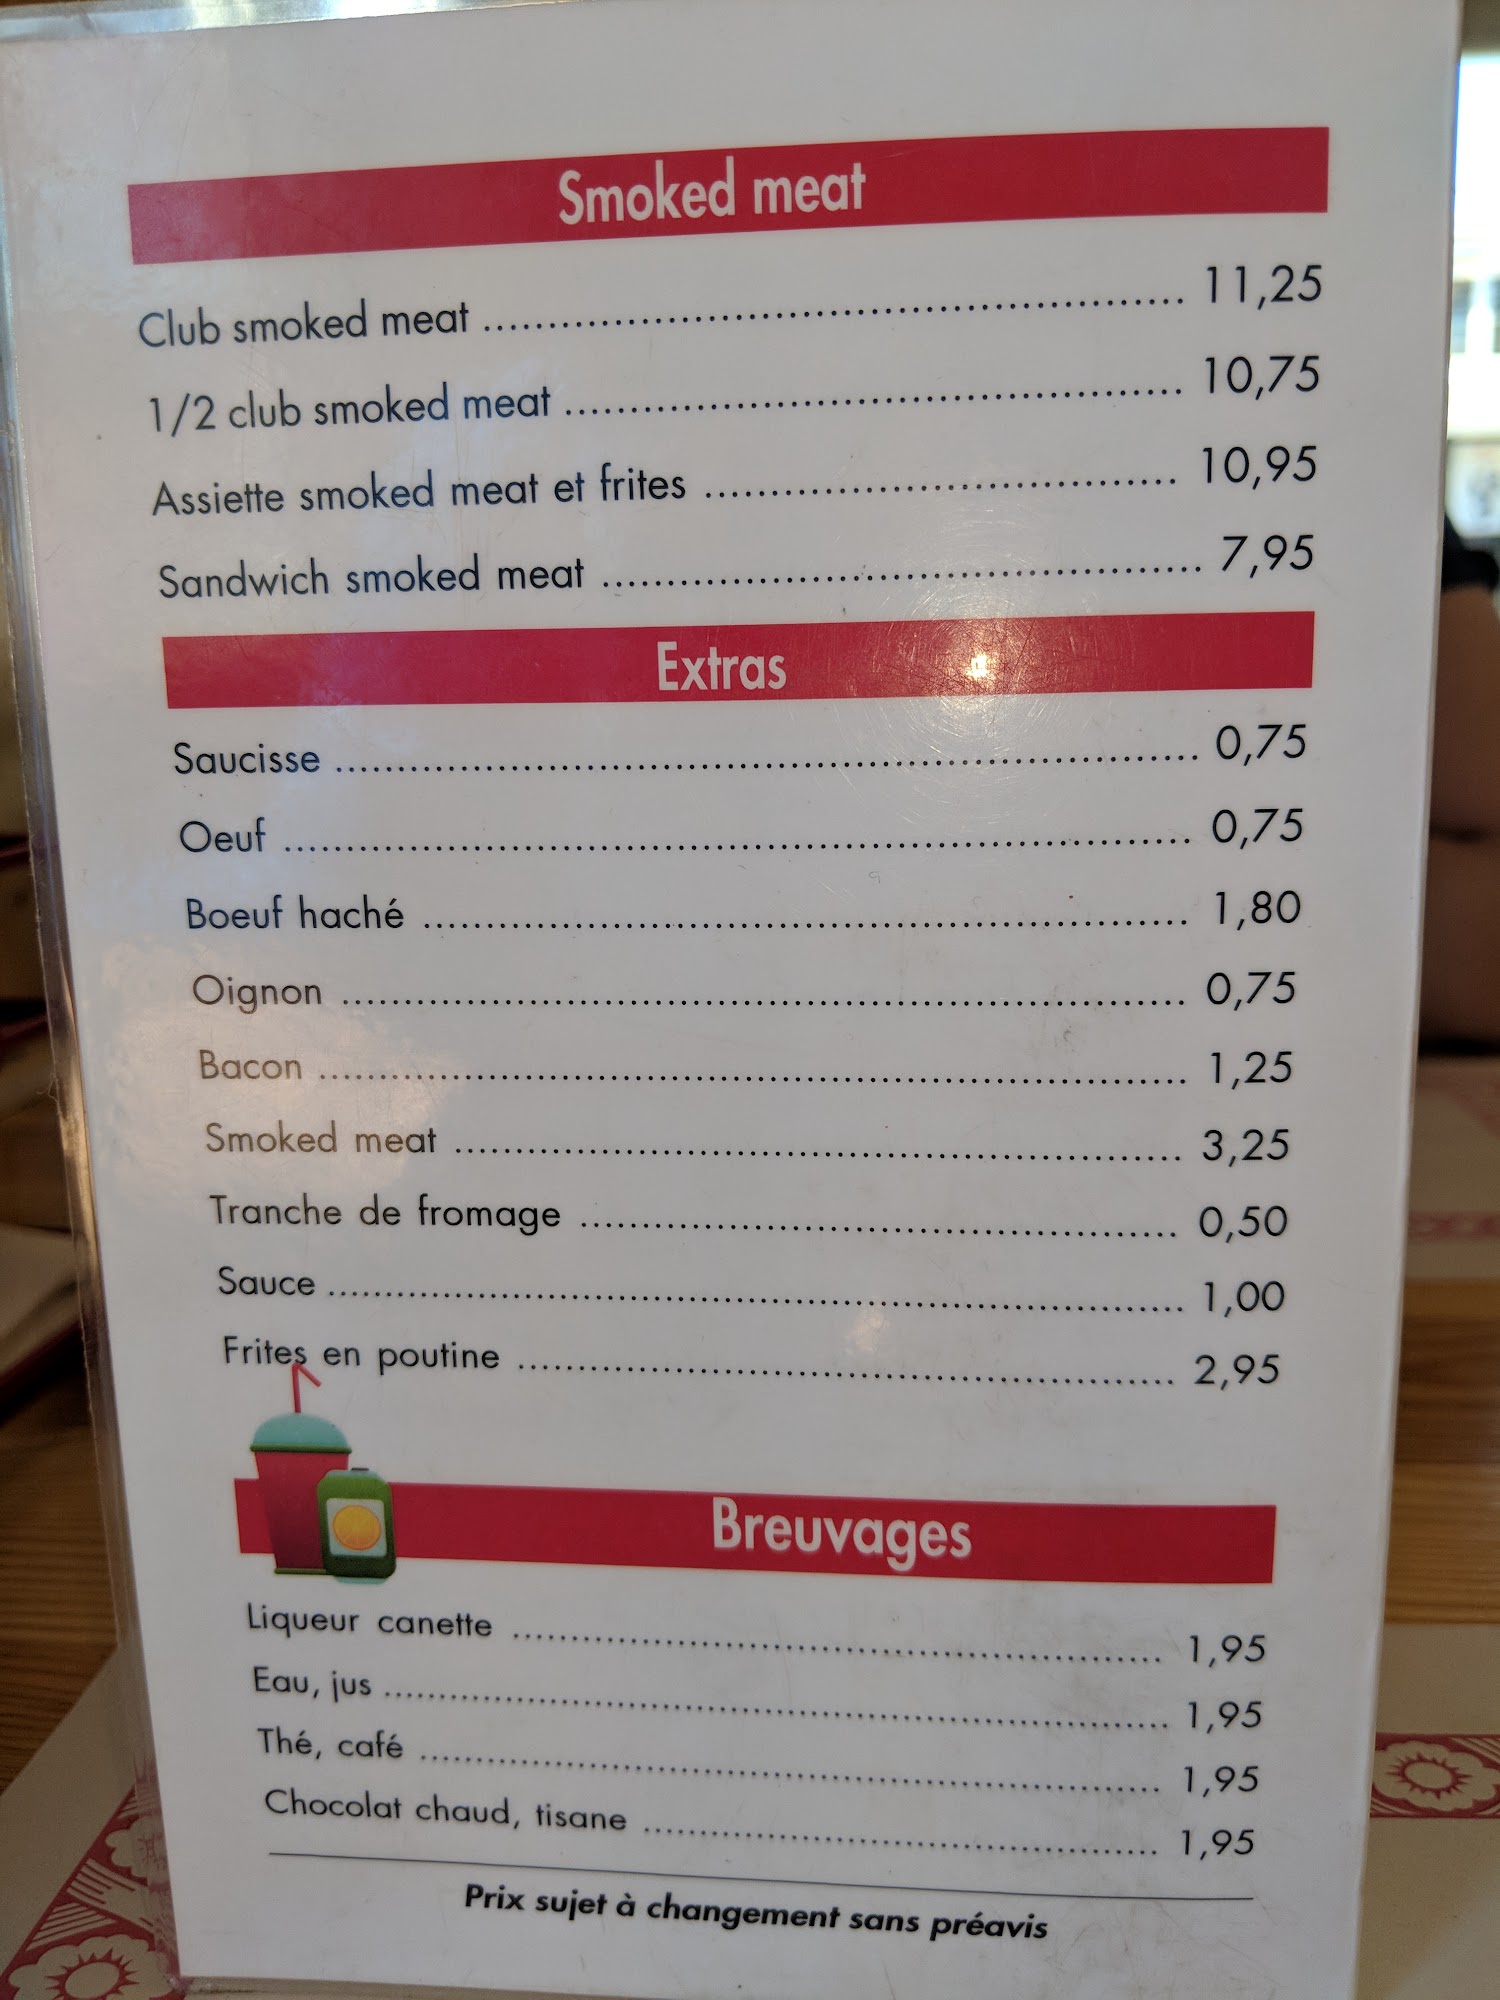 Smoked meat
Club smoked meat ........ 11,25
1/2 club smoked meat ........ 10,75
Assiette smoked meat et frites ........ 10,95
Sandwich smoked meat ........ 7,95
Extras
Saucisse ........ 0,75
Oeuf ........ 0,75
Boeuf haché ........ 1,80
Oignon ........ 0,75
Bacon ........ 1,25
Smoked meat ........ 3,25
Tranche de fromage ........ 0,50
Sauce ........ 1,00
Frites en poutine ........ 2,95
Breuvages
Liqueur canette ........ 1,95
Eau, jus ........ 1,95
Thé, café ........ 1,95
Chocolat chaud, tisane ........ 1,95
Prix sujet à changement sans préavis